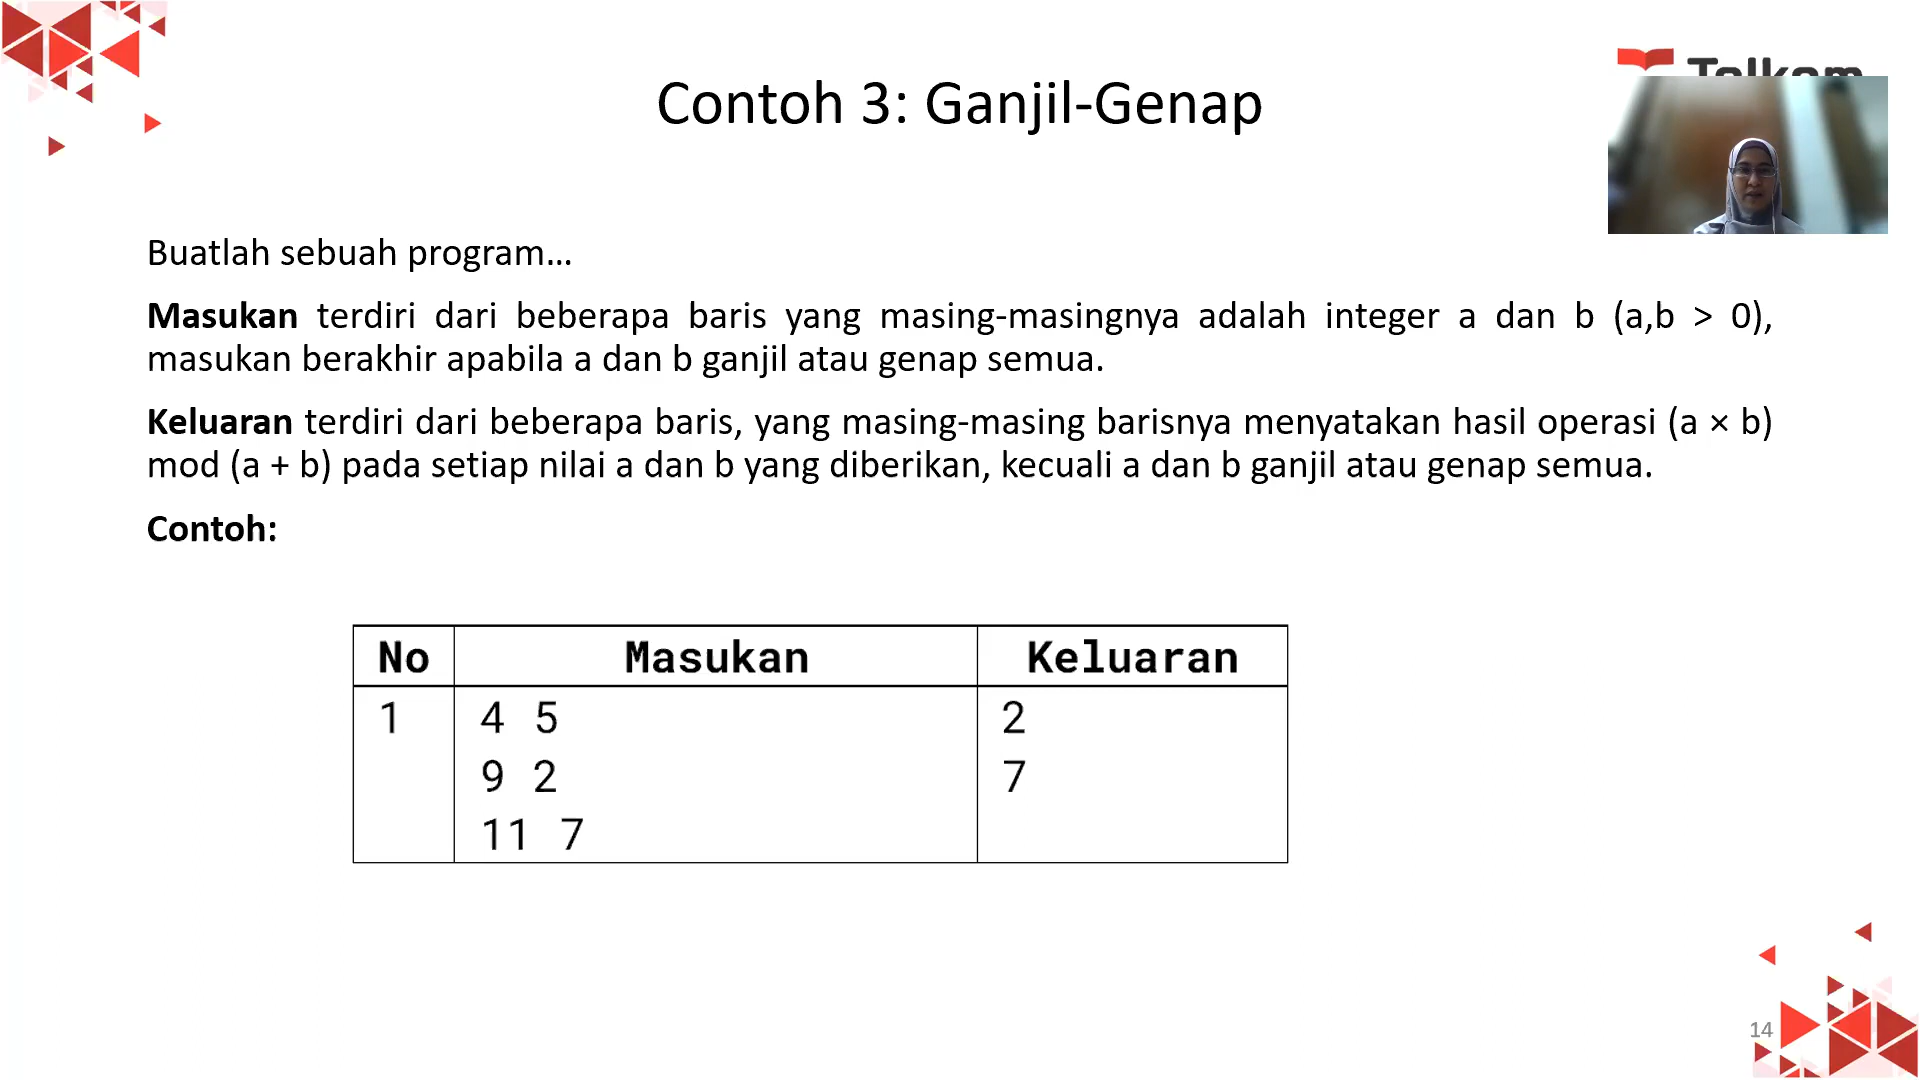 Contoh 3: Ganjil-Genap
Buatlah sebuah program...
Masukan terdiri dari beberapa baris yang masing-masingnya adalah integer a dan b (a,b > 0),
masukan berakhir apabila a dan b ganjil atau genap semua.
Keluaran terdiri dari beberapa baris, yang masing-masing barisnya menyatakan hasil operasi (a × b)
mod (a + b) pada setiap nilai a dan b yang diberikan, kecuali a dan b ganjil atau genap semua.
Contoh:
No Masukan Keluaran
1 4 5 2
9 2 7
11 7
14